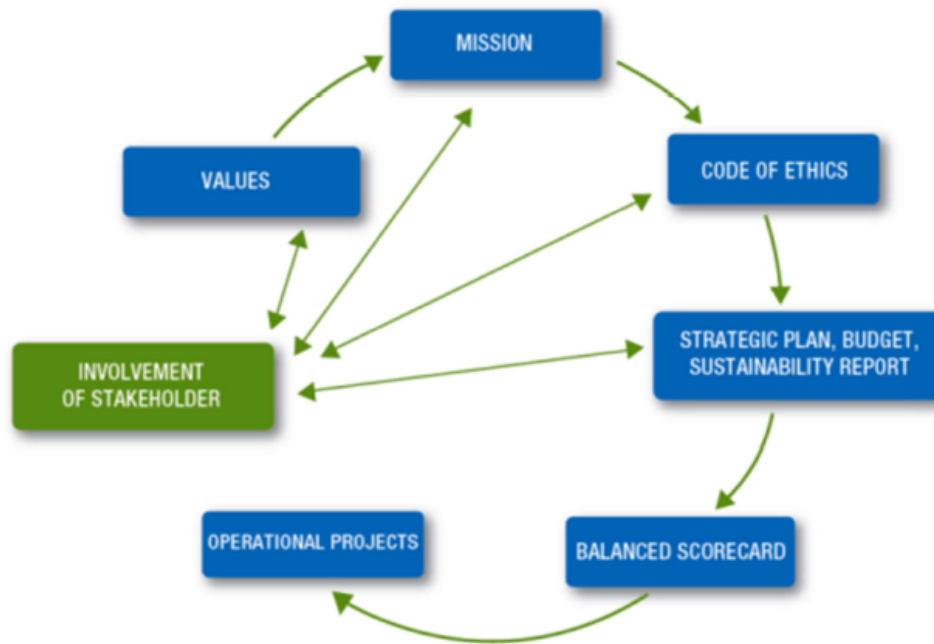 MISSION
VALUES
CODE OF ETHICS
STRATEGIC PLAN, BUDGET,
SUSTAINABILITY REPORT
INVOLVEMENT
OF STAKEHOLDER
OPERATIONAL PROJECTS
BALANCED SCORECARD